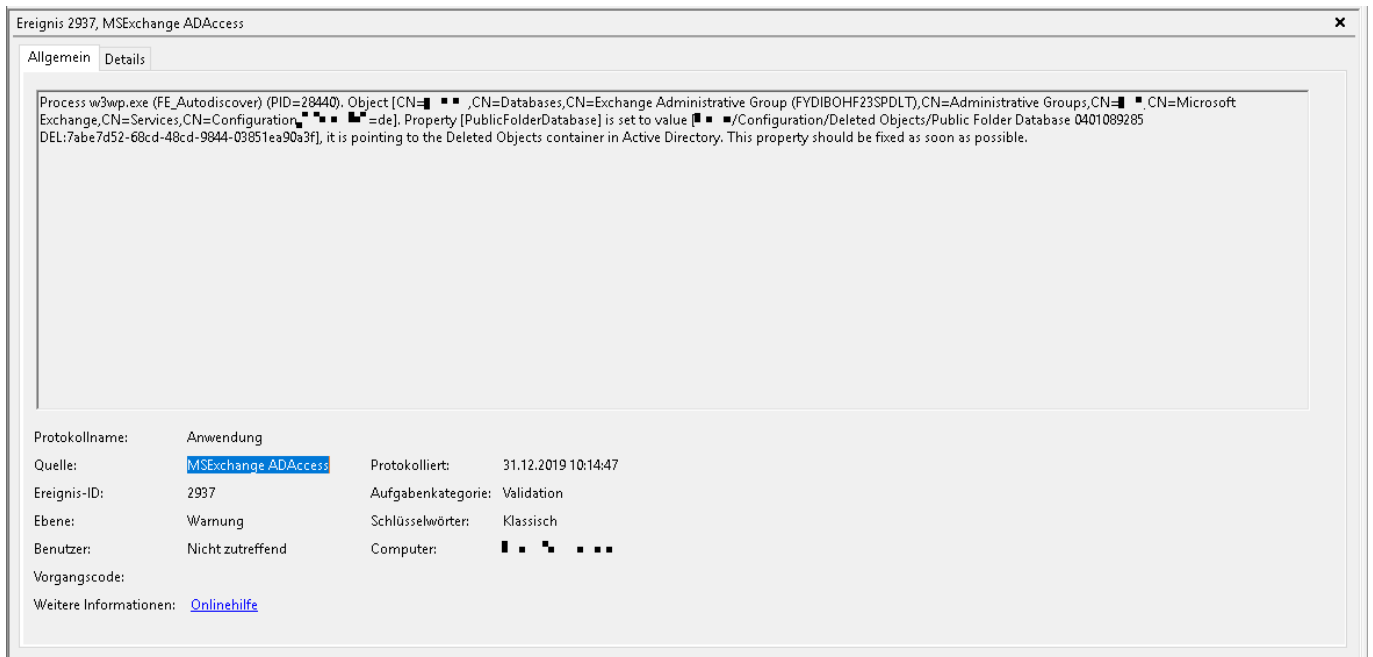 Ereignis 2937, MSExchange ADAccess
Allgemein Details
Process w3wp.exe (FE_Autodiscover) (PID=28440). Object [CN= ,CN=Databases,CN=Exchange Administrative Group (FYDIBOHF23SPDLT),CN=Administrative Groups,CN= ,CN=Microsoft
Exchange,CN=Services,CN=Configuration, =de]. Property [PublicFolderDatabase] is set to value [ /Configuration/Deleted Objects/Public Folder Database 0401089285
DEL:7abe7d52-68cd-48cd-9844-03851ea90a3f], it is pointing to the Deleted Objects container in Active Directory. This property should be fixed as soon as possible.
Protokollname: Anwendung
Quelle: MSExchange ADAccess Protokolliert: 31.12.2019 10:14:47
Ereignis-ID: 2937 Aufgabenkategorie: Validation
Ebene: Warnung Schlüsselwörter: Klassisch
Benutzer: Nicht zutreffend Computer:
Vorgangscode:
Weitere Informationen: Onlinehilfe